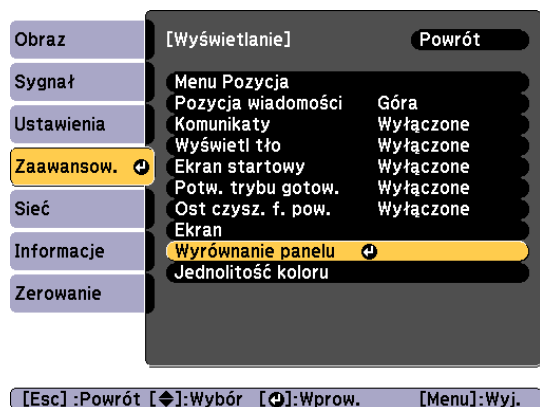 Obraz
Sygnał
Ustawienia
Zaawansow.
Sieć
Informacje
Zerowanie
[Wyświetlanie] Powrót
Menu Pozycja
Pozycja wiadomości Góra
Komunikaty Wyłączone
Wyświetl tło Wyłączone
Ekran startowy Wyłączone
Potw. trybu gotow. Wyłączone
Ost czysz. f. pow. Wyłączone
Ekran
Wyrównanie panelu
Jednolitość koloru
[Esc] :Powrót [◆]:Wybór [⏎]:Wprow. [Menu]:Wyj.